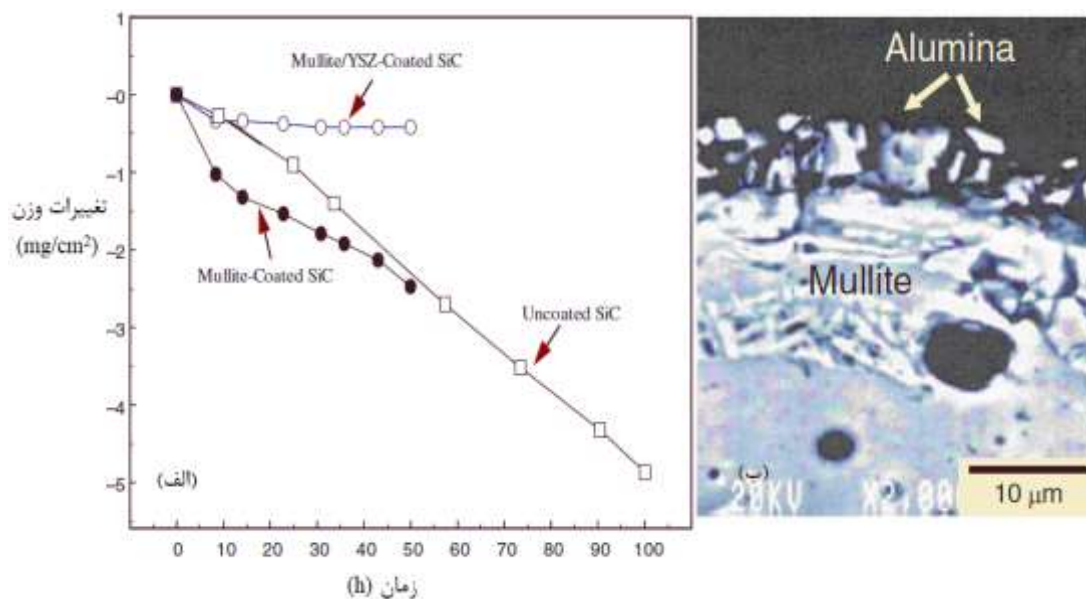 1
–0
–1
–2
–3
–4
–5
تغییرات وزن
(mg/cm²)
Mullite/YSZ-Coated SiC
Mullite-Coated SiC
Uncoated SiC
(الف)
0 10 20 30 40 50 60 70 80 90 100
زمان (h)
Alumina
Mullite
(ب)
20KV X2,00
10 μm